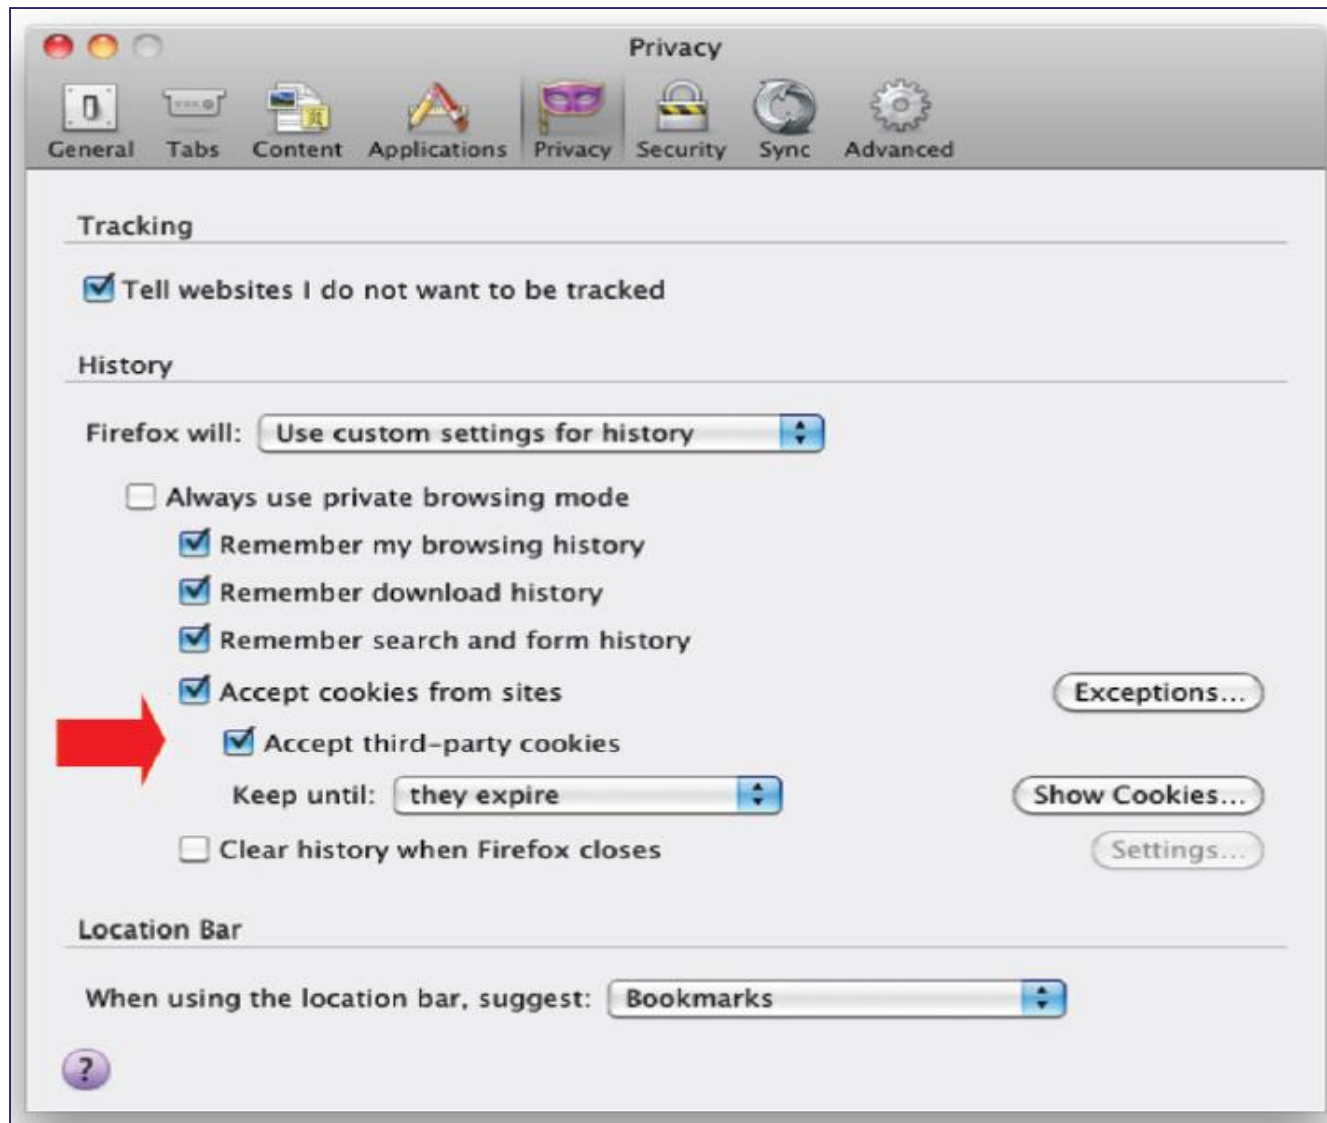 Privacy
General Tabs Content Applications Privacy Security Sync Advanced
Tracking
Tell websites I do not want to be tracked
History
Firefox will: Use custom settings for history
Always use private browsing mode
Remember my browsing history
Remember download history
Remember search and form history
Accept cookies from sites Exceptions...
Accept third-party cookies
Keep until: they expire Show Cookies...
Clear history when Firefox closes Settings...
Location Bar
When using the location bar, suggest: Bookmarks
?